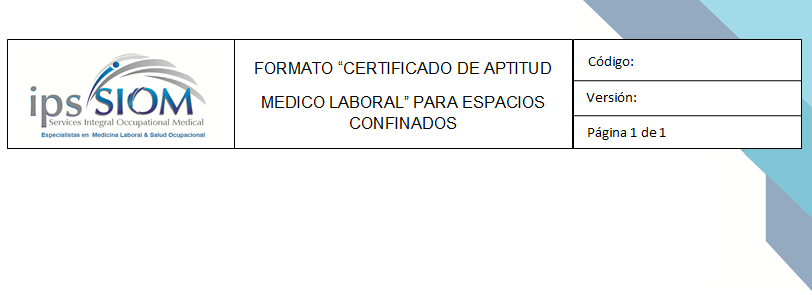 ips SIOM
Services Integral Occupational Medical
Especialistas en Medicina Laboral & Salud Ocupacional
FORMATO “CERTIFICADO DE APTITUD
MEDICO LABORAL” PARA ESPACIOS
CONFINADOS
Código:
Versión:
Página 1 de 1